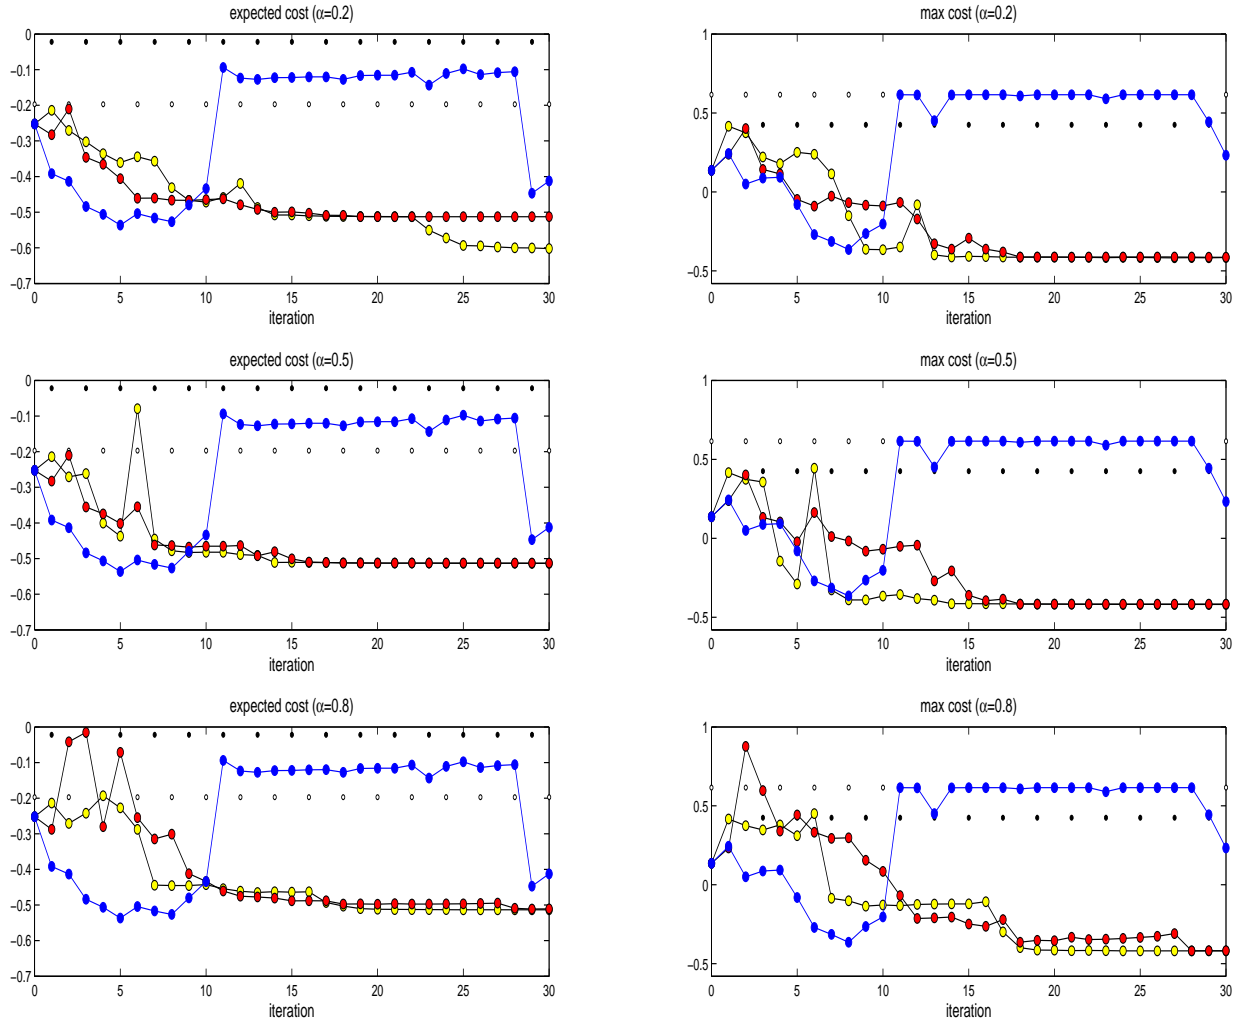 expected cost (α=0.2)
0
−0.1
−0.2
−0.3
−0.4
−0.5
−0.6
−0.7
0 5 10 15 20 25 30
iteration
max cost (α=0.2)
1
0.5
0
−0.5
0 5 10 15 20 25 30
iteration
expected cost (α=0.5)
0
−0.1
−0.2
−0.3
−0.4
−0.5
−0.6
−0.7
0 5 10 15 20 25 30
iteration
max cost (α=0.5)
1
0.5
0
−0.5
0 5 10 15 20 25 30
iteration
expected cost (α=0.8)
0
−0.1
−0.2
−0.3
−0.4
−0.5
−0.6
−0.7
0 5 10 15 20 25 30
iteration
max cost (α=0.8)
1
0.5
0
−0.5
0 5 10 15 20 25 30
iteration